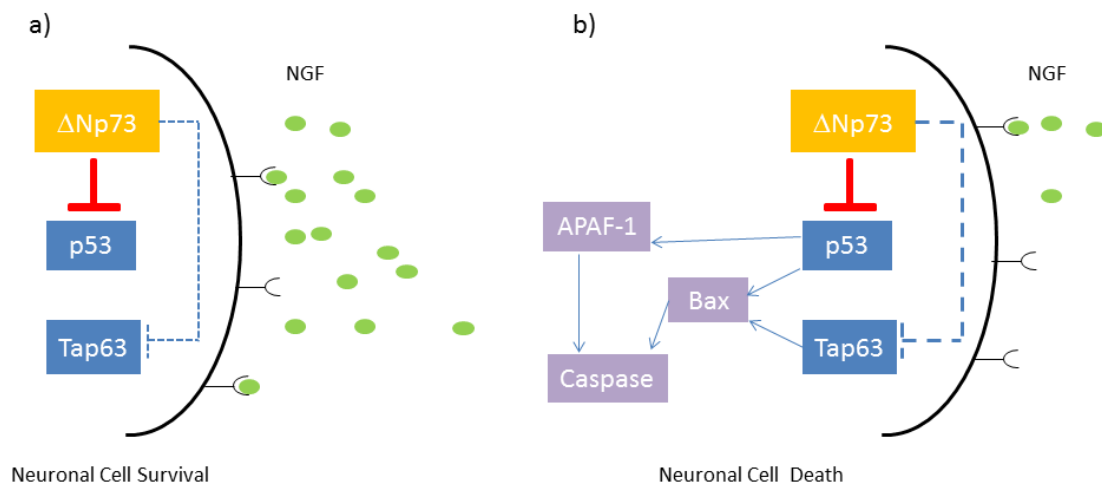 a)
NGF
ΔNp73
p53
Tap63
Neuronal Cell Survival
b)
NGF
ΔNp73
APAF-1
p53
Bax
Tap63
Caspase
Neuronal Cell Death